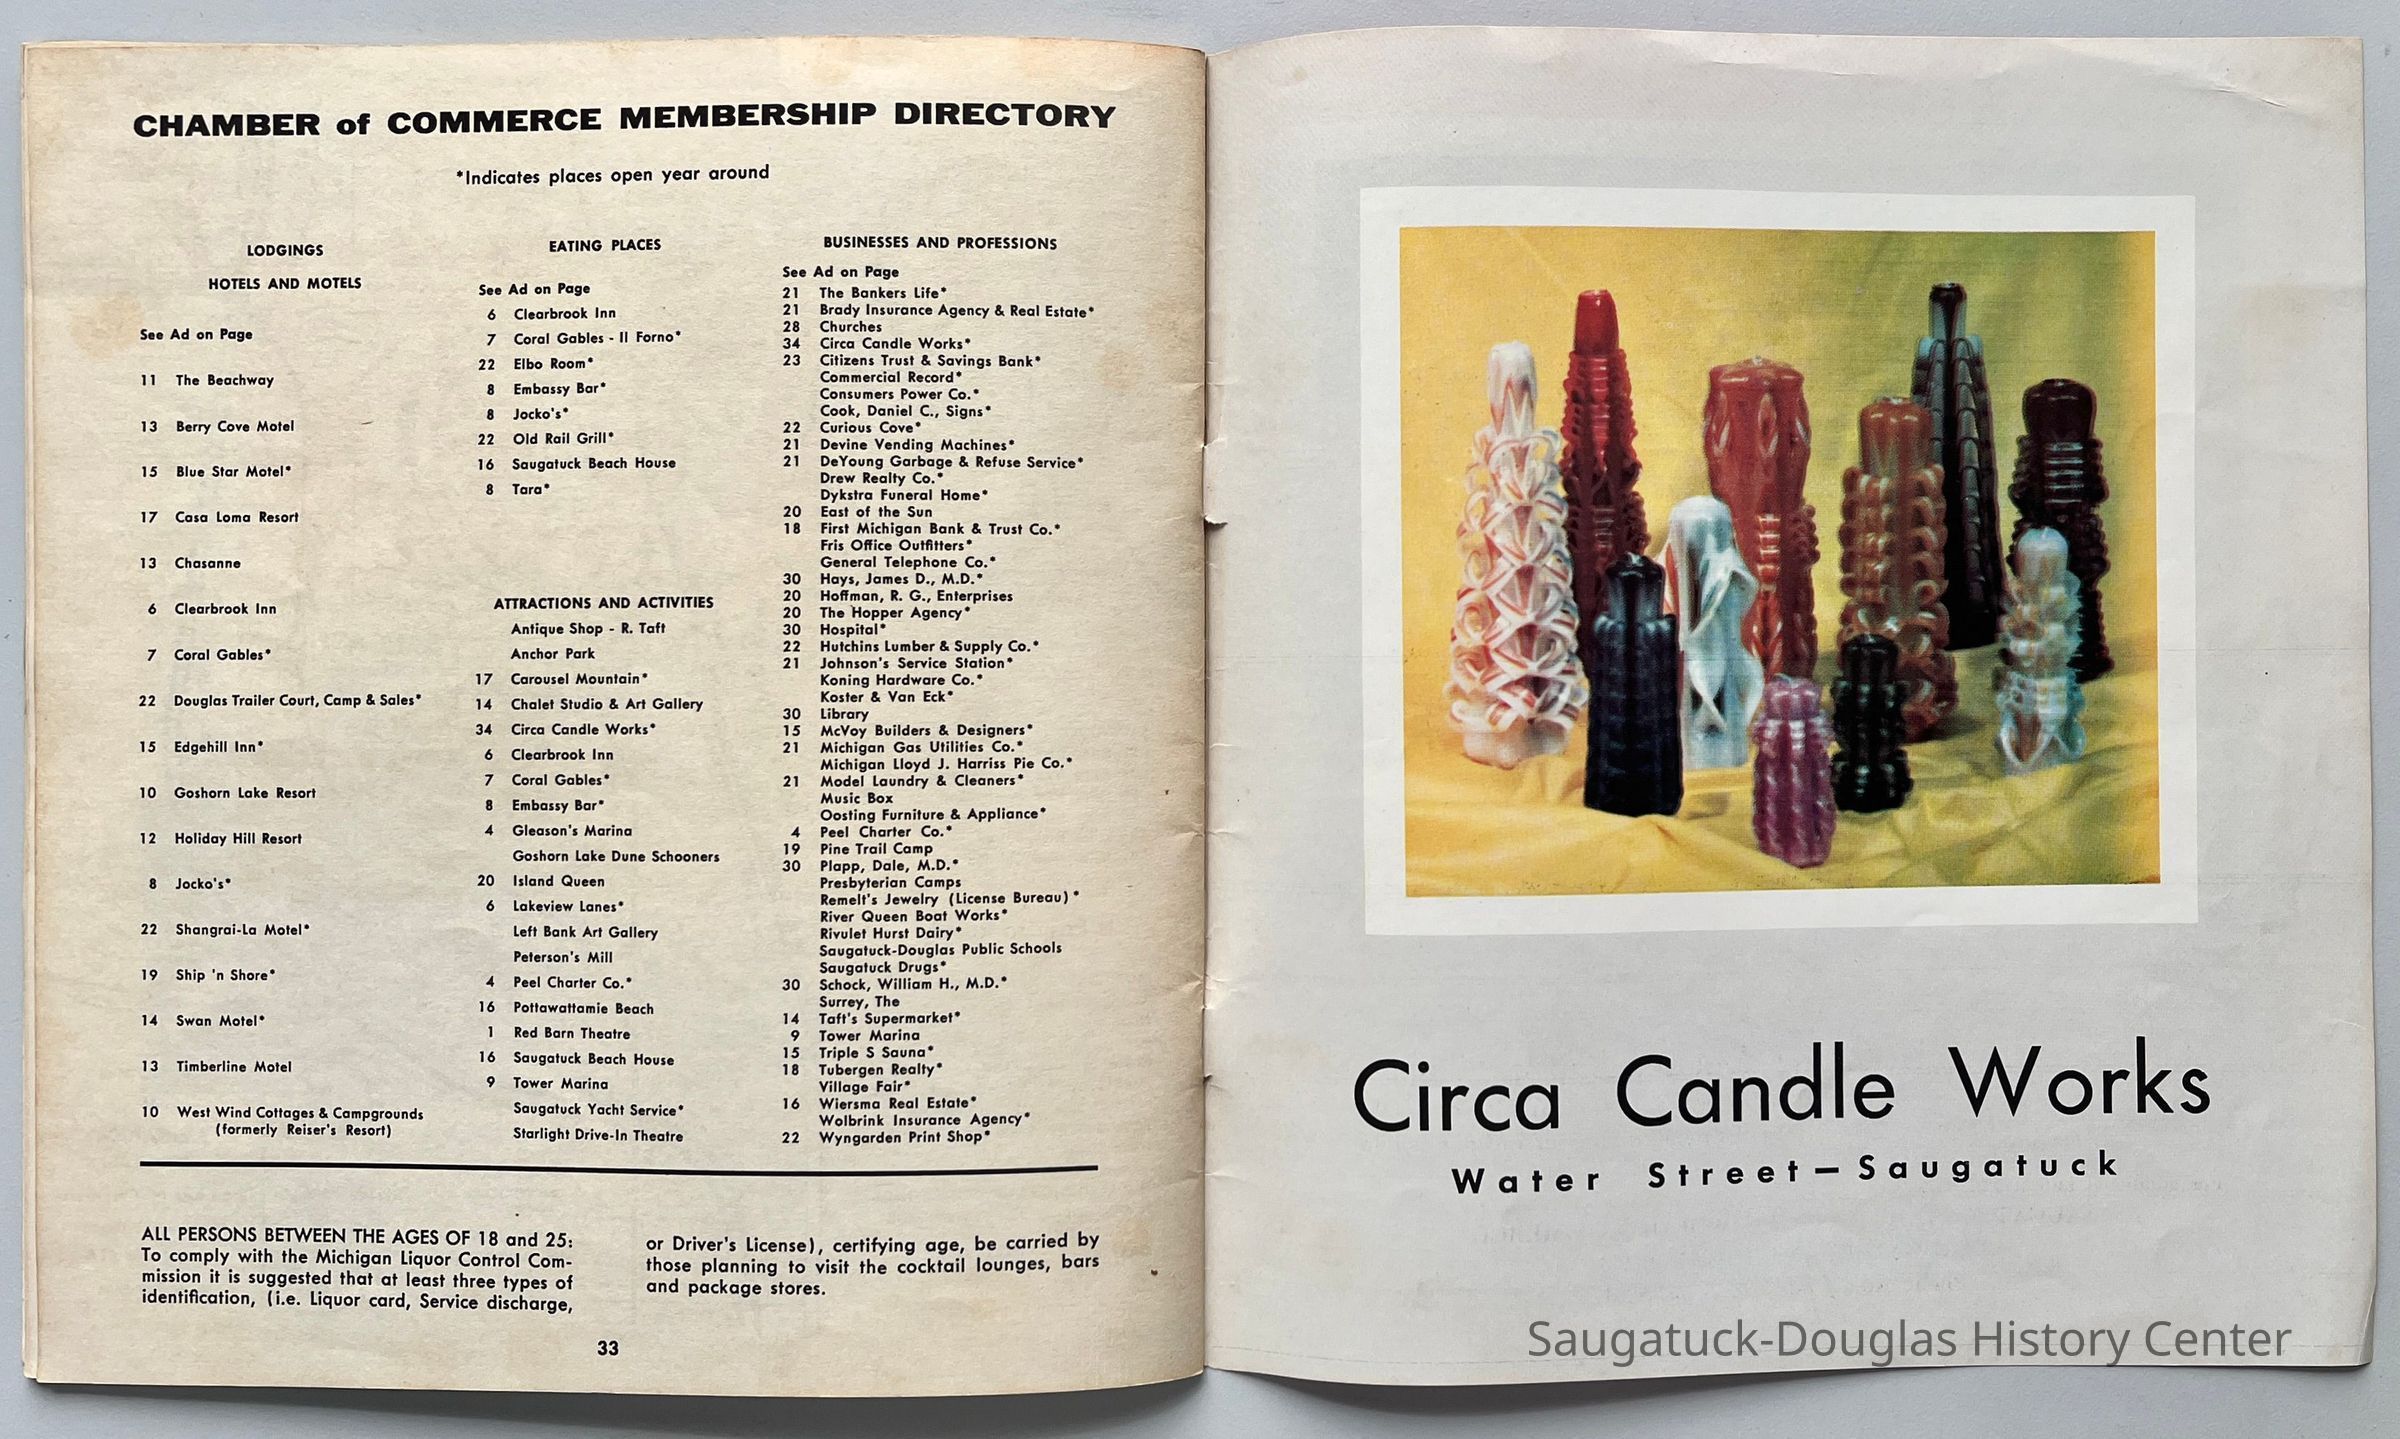 CHAMBER of COMMERCE MEMBERSHIP DIRECTORY
*Indicates places open year around
LODGINGS
HOTELS AND MOTELS
See Ad on Page
11 The Beachway
13 Berry Cove Motel
15 Blue Star Motel*
17 Casa Loma Resort
13 Chasanne
6 Clearbrook Inn
7 Coral Gables*
22 Douglas Trailer Court, Camp & Sales*
15 Edgehill Inn*
10 Goshorn Lake Resort
12 Holiday Hill Resort
8 Jocko's*
22 Shangrai-La Motel*
19 Ship 'n Shore*
14 Swan Motel*
13 Timberline Motel
10 West Wind Cottages & Campgrounds
(formerly Reiser's Resort)
EATING PLACES
See Ad on Page
6 Clearbrook Inn
7 Coral Gables - Il Forno*
22 Elbo Room*
8 Embassy Bar*
8 Jocko's*
22 Old Rail Grill*
16 Saugatuck Beach House
8 Tara*
ATTRACTIONS AND ACTIVITIES
Antique Shop - R. Taft
Anchor Park
17 Carousel Mountain*
14 Chalet Studio & Art Gallery
34 Circa Candle Works*
6 Clearbrook Inn
7 Coral Gables*
8 Embassy Bar*
4 Gleason's Marina
Goshorn Lake Dune Schooners
20 Island Queen
6 Lakeview Lanes*
Left Bank Art Gallery
Peterson's Mill
4 Peel Charter Co.*
16 Pottawattamie Beach
1 Red Barn Theatre
16 Saugatuck Beach House
9 Tower Marina
Saugatuck Yacht Service*
Starlight Drive-In Theatre
BUSINESSES AND PROFESSIONS
See Ad on Page
21 The Bankers Life*
21 Brady Insurance Agency & Real Estate*
28 Churches
34 Circa Candle Works*
23 Citizens Trust & Savings Bank*
Commercial Record*
Consumers Power Co.*
Cook, Daniel C., Signs*
22 Curious Cove*
21 Devine Vending Machines*
21 DeYoung Garbage & Refuse Service*
Drew Realty Co.*
Dykstra Funeral Home*
20 East of the Sun
18 First Michigan Bank & Trust Co.*
Fris Office Outfitters*
General Telephone Co.*
30 Hays, James D., M.D.*
20 Hoffman, R. G., Enterprises
20 The Hopper Agency*
30 Hospital*
22 Hutchins Lumber & Supply Co.*
21 Johnson's Service Station*
Koning Hardware Co.*
Koster & Van Eck*
30 Library
15 McVoy Builders & Designers*
21 Michigan Gas Utilities Co.*
Michigan Lloyd J. Harriss Pie Co.*
21 Model Laundry & Cleaners*
Music Box
Oosting Furniture & Appliance*
4 Peel Charter Co.*
19 Pine Trail Camp
30 Plapp, Dale, M.D.*
Presbyterian Camps
Remelt's Jewelry (License Bureau)*
River Queen Boat Works*
Rivulet Hurst Dairy*
Saugatuck-Douglas Public Schools
Saugatuck Drugs*
30 Schock, William H., M.D.*
Surrey, The
14 Taft's Supermarket*
9 Tower Marina
15 Triple S Sauna*
18 Tubergen Realty*
Village Fair*
16 Wiersma Real Estate*
Wolbrink Insurance Agency*
22 Wyngarden Print Shop*
ALL PERSONS BETWEEN THE AGES OF 18 and 25:
To comply with the Michigan Liquor Control Com-
mission it is suggested that at least three types of
identification, (i.e. Liquor card, Service discharge,
or Driver's License), certifying age, be carried by
those planning to visit the cocktail lounges, bars
and package stores.
33
Circa Candle Works
Water Street—Saugatuck
Saugatuck-Douglas History Center